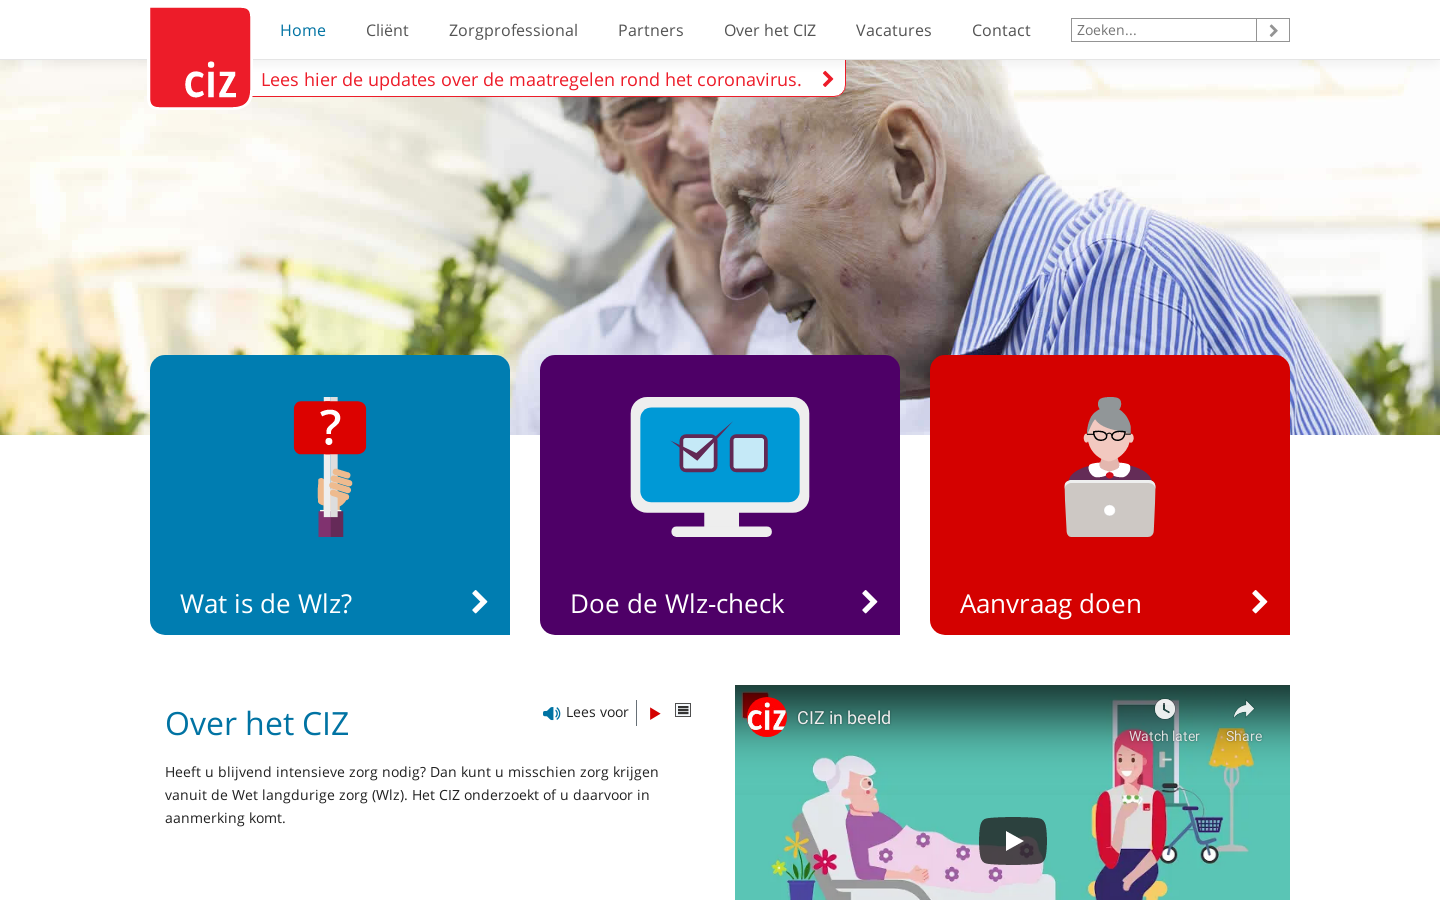 Home Cliënt Zorgprofessional Partners Over het CIZ Vacatures Contact Zoeken...
ciz
Lees hier de updates over de maatregelen rond het coronavirus.
?
Wat is de Wlz?
Doe de Wlz-check
Aanvraag doen
Over het CIZ
Lees voor
Heeft u blijvend intensieve zorg nodig? Dan kunt u misschien zorg krijgen
vanuit de Wet langdurige zorg (Wlz). Het CIZ onderzoekt of u daarvoor in
aanmerking komt.
ciz CIZ in beeld
Watch later Share